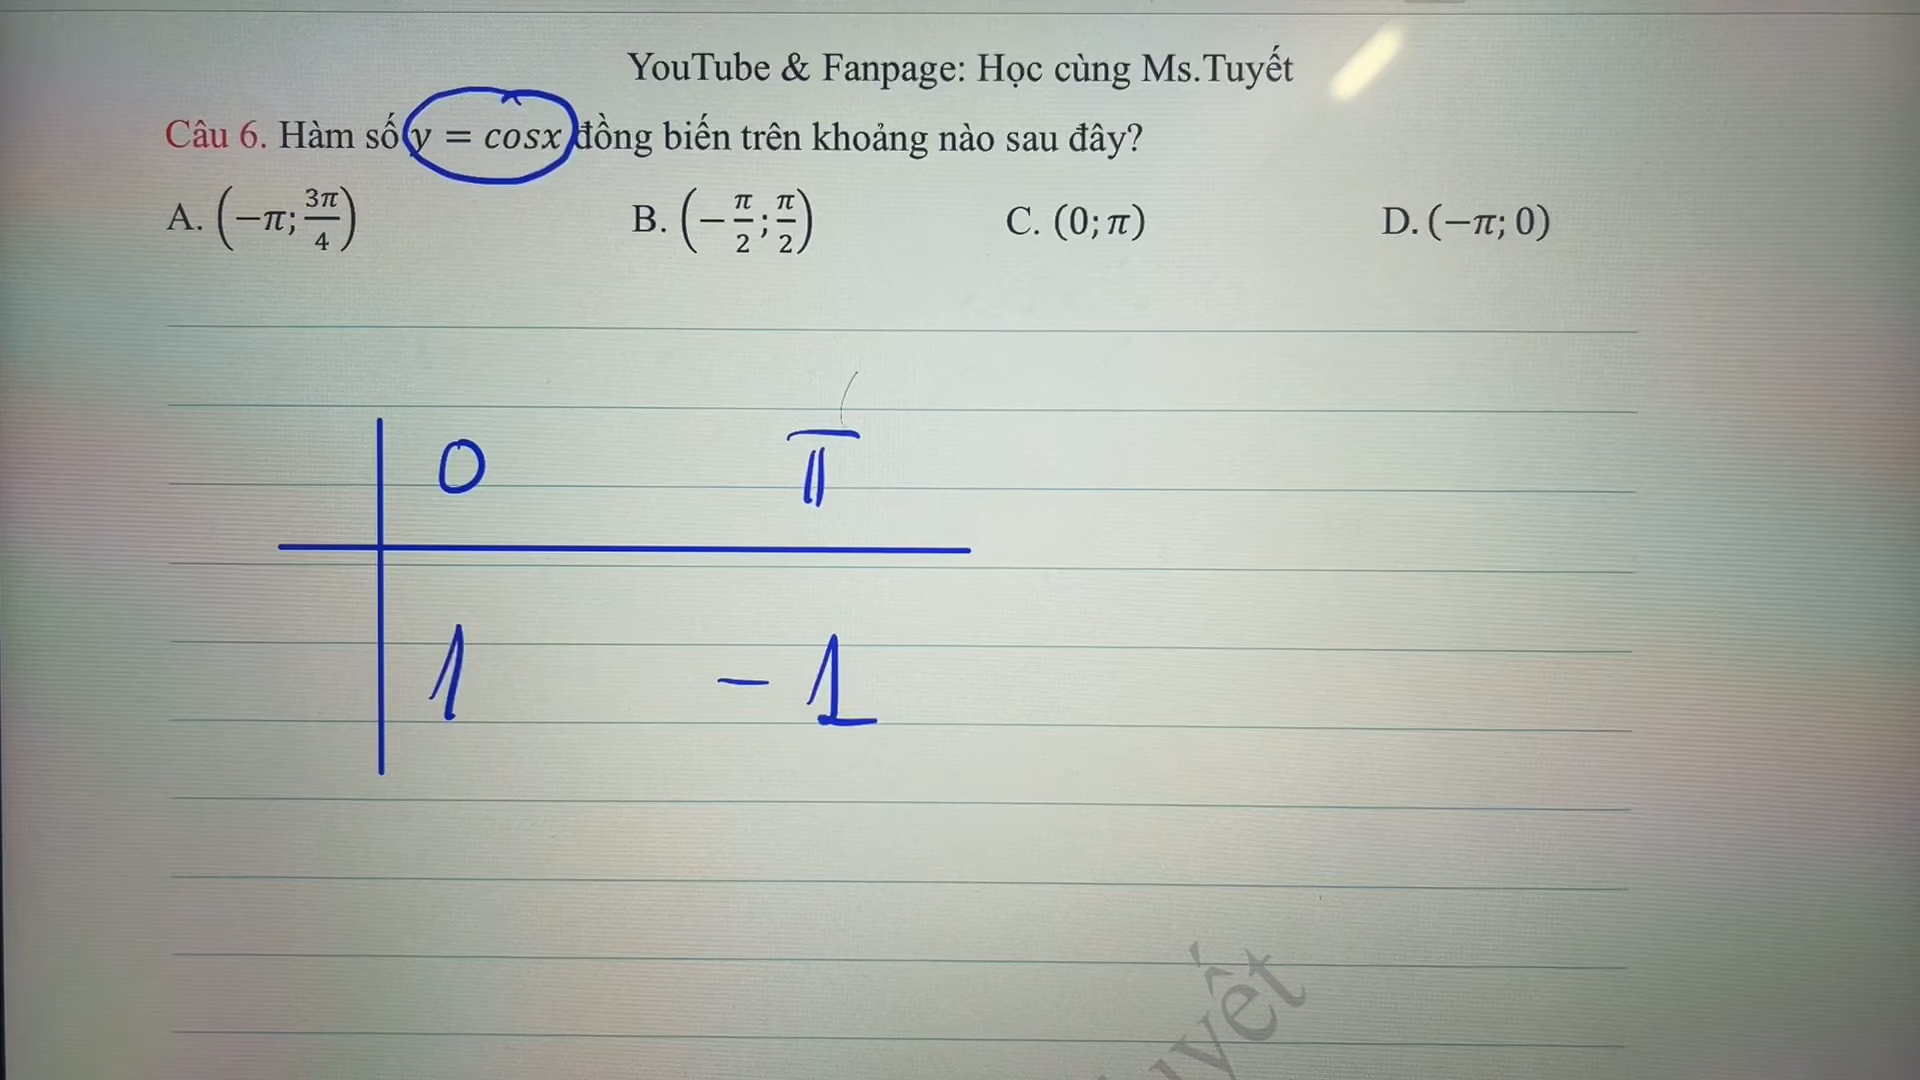 YouTube & Fanpage: Học cùng Ms.Tuyết
Câu 6. Hàm số y = cosx đồng biến trên khoảng nào sau đây?
A. (−π; 3π/4) B. (−π/2; π/2) C. (0; π) D. (−π; 0)
0 π
1 −1